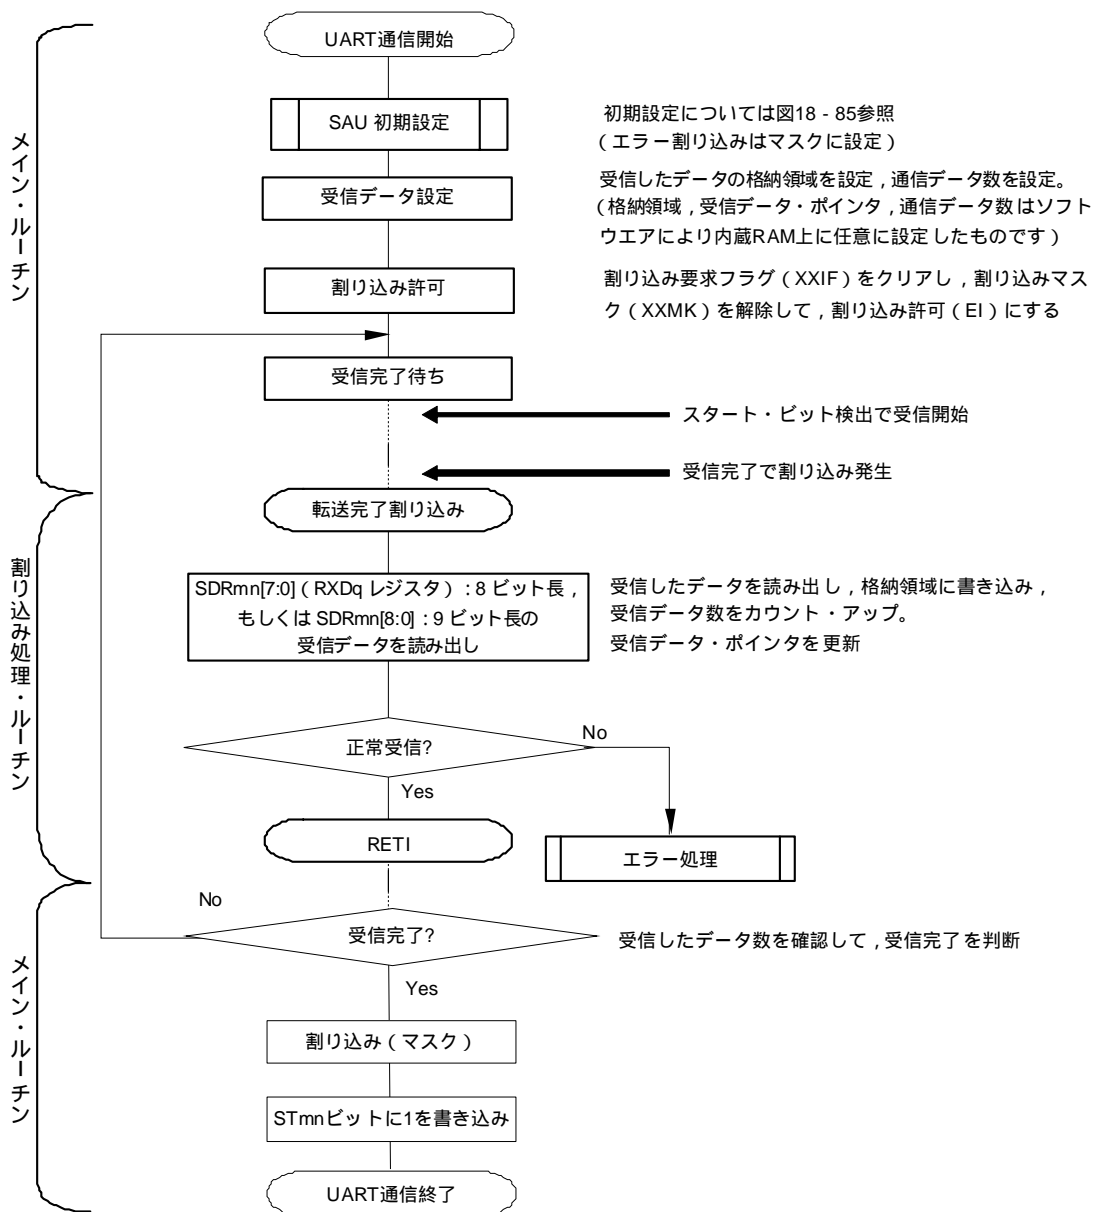 UART通信開始
メイン・ルーチン
SAU 初期設定
初期設定については図18 - 85参照
（エラー割り込みはマスクに設定）
受信データ設定
受信したデータの格納領域を設定，通信データ数を設定。
（格納領域，受信データ・ポインタ，通信データ数はソフト
ウエアにより内蔵RAM上に任意に設定したものです）
割り込み許可
割り込み要求フラグ（XXIF）をクリアし，割り込みマス
ク（XXMK）を解除して，割り込み許可（EI）にする
受信完了待ち
スタート・ビット検出で受信開始
受信完了で割り込み発生
転送完了割り込み
割り込み処理・ルーチン
SDRmn[7:0]（RXDq レジスタ）: 8 ビット長，
もしくは SDRmn[8:0] : 9 ビット長の
受信データを読み出し
受信したデータを読み出し，格納領域に書き込み，
受信データ数をカウント・アップ。
受信データ・ポインタを更新
正常受信?
No
Yes
RETI
エラー処理
No
受信完了?
受信したデータ数を確認して，受信完了を判断
Yes
メイン・ルーチン
割り込み（マスク）
STmnビットに1を書き込み
UART通信終了